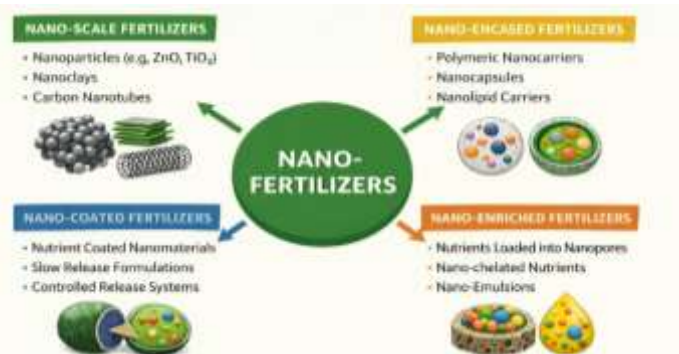 NANO-SCALE FERTILIZERS
• Nanoparticles (e.g, ZnO, TiO₂)
• Nanoclays
• Carbon Nanotubes
NANO-ENCASED FERTILIZERS
• Polymeric Nanocarriers
• Nanocapsules
• Nanolipid Carriers
NANO-
FERTILIZERS
NANO-COATED FERTILIZERS
• Nutrient Coated Nanomaterials
• Slow Release Formulations
• Controlled Release Systems
NANO-ENRICHED FERTILIZERS
• Nutrients Loaded into Nanopores
• Nano-chelated Nutrients
• Nano-Emulsions